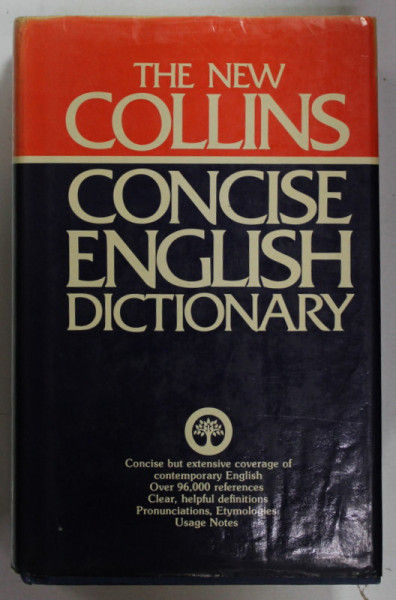 THE NEW
COLLINS
CONCISE
ENGLISH
DICTIONARY
Concise but extensive coverage of
contemporary English
Over 96,000 references
Clear, helpful definitions
Pronunciations, Etymologies
Usage Notes